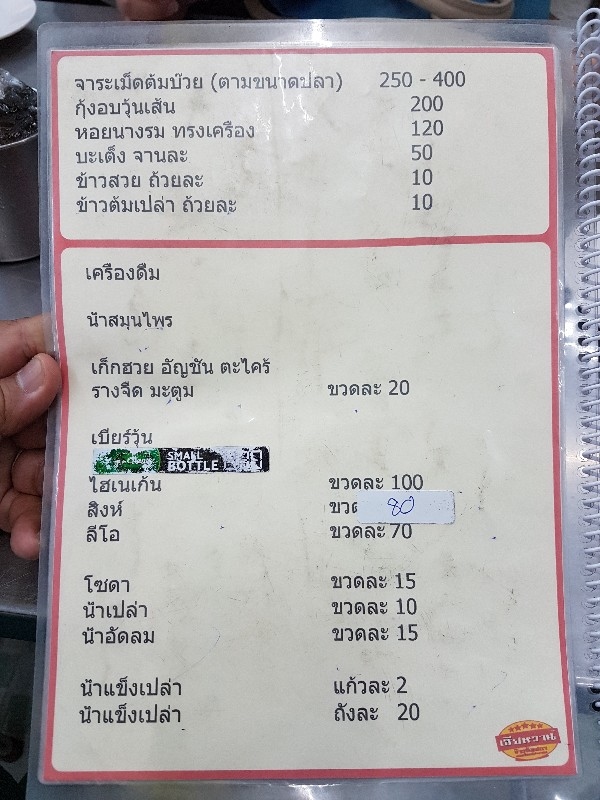 จาระเม็ดต้มบ๊วย (ตามขนาดปลา) 250 - 400
กุ้งอบวุ้นเส้น 200
หอยนางรม ทรงเครื่อง 120
บะเต็ง จานละ 50
ข้าวสวย ถ้วยละ 10
ข้าวต้มเปล่า ถ้วยละ 10
เครื่องดื่ม
น้ำสมุนไพร
เก็กฮวย อัญชัน ตะไคร้
รางจืด มะตูม ขวดละ 20
เบียร์วุ้น
SMALL
BOTTLE
ไฮเนเก้น ขวดละ 100
สิงห์ ขวด 80
ลีโอ ขวดละ 70
โซดา ขวดละ 15
น้ำเปล่า ขวดละ 10
น้ำอัดลม ขวดละ 15
น้ำแข็งเปล่า แก้วละ 2
น้ำแข็งเปล่า ถังละ 20
เจ๊ยหวาน